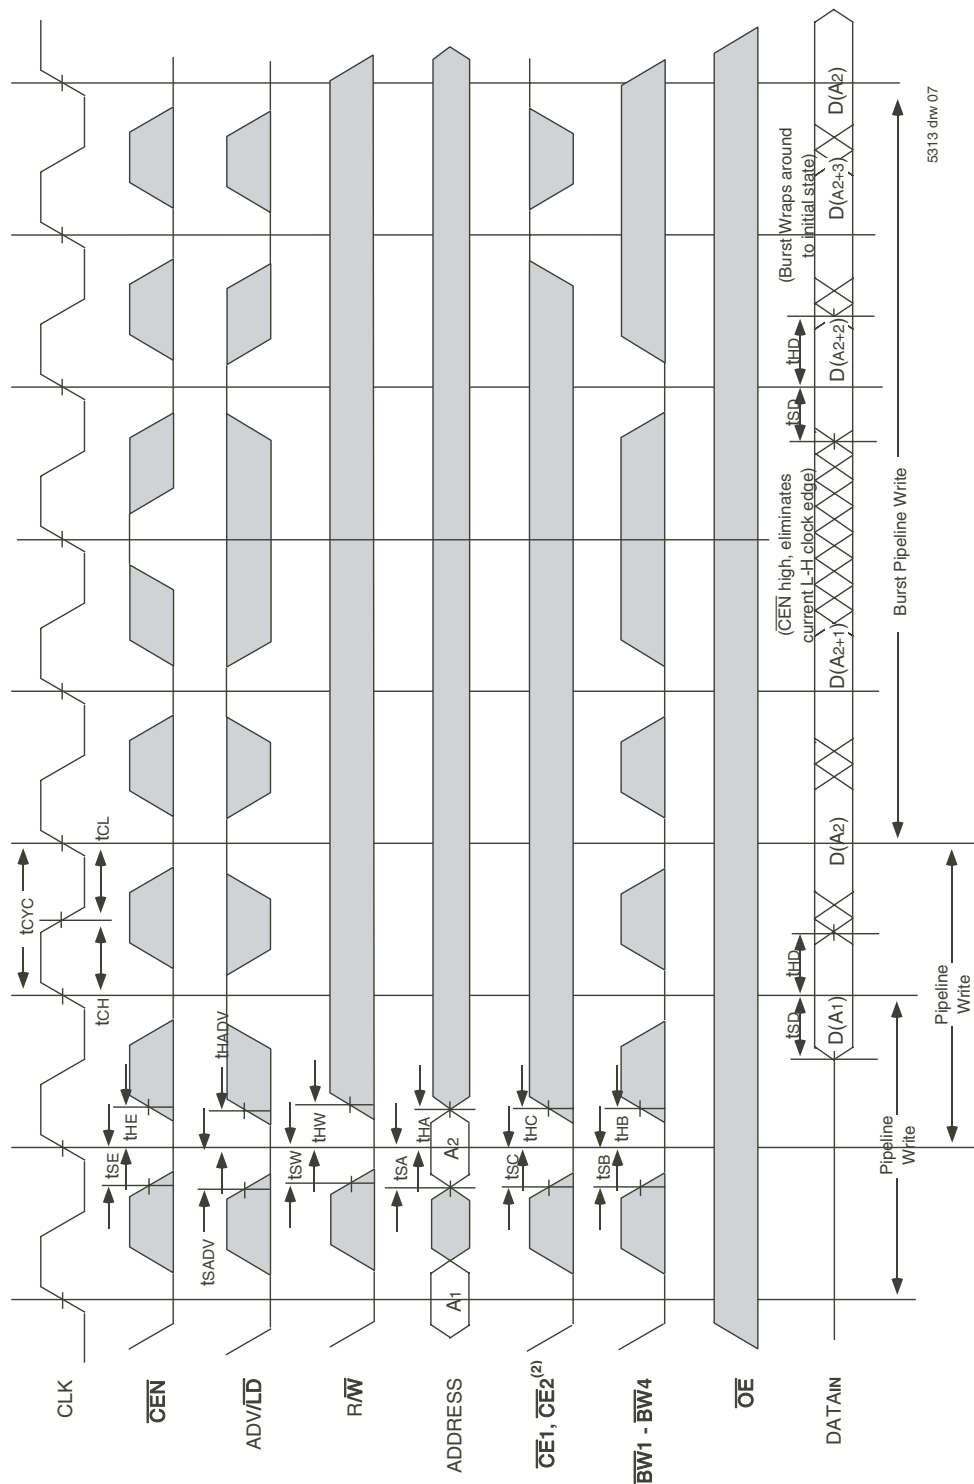 tCYC
tCH
tCL
CLK
tSE
tHE
CEN
tSADV
tHADV
ADV/LD
tSW
tHW
R/W
tSA
tHA
A1
A2
ADDRESS
tSC
tHC
CE1, CE2(2)
tSB
tHB
BW1 - BW4
OE
(CEN high, eliminates
current L-H clock edge)
(Burst Wraps around
to initial state)
tSD
tHD
tSD
tHD
D(A1)
D(A2)
D(A2+1)
D(A2+2)
D(A2+3)
D(A2)
DATAIN
Burst Pipeline Write
Pipeline
Write
Pipeline
Write
5313 drw 07